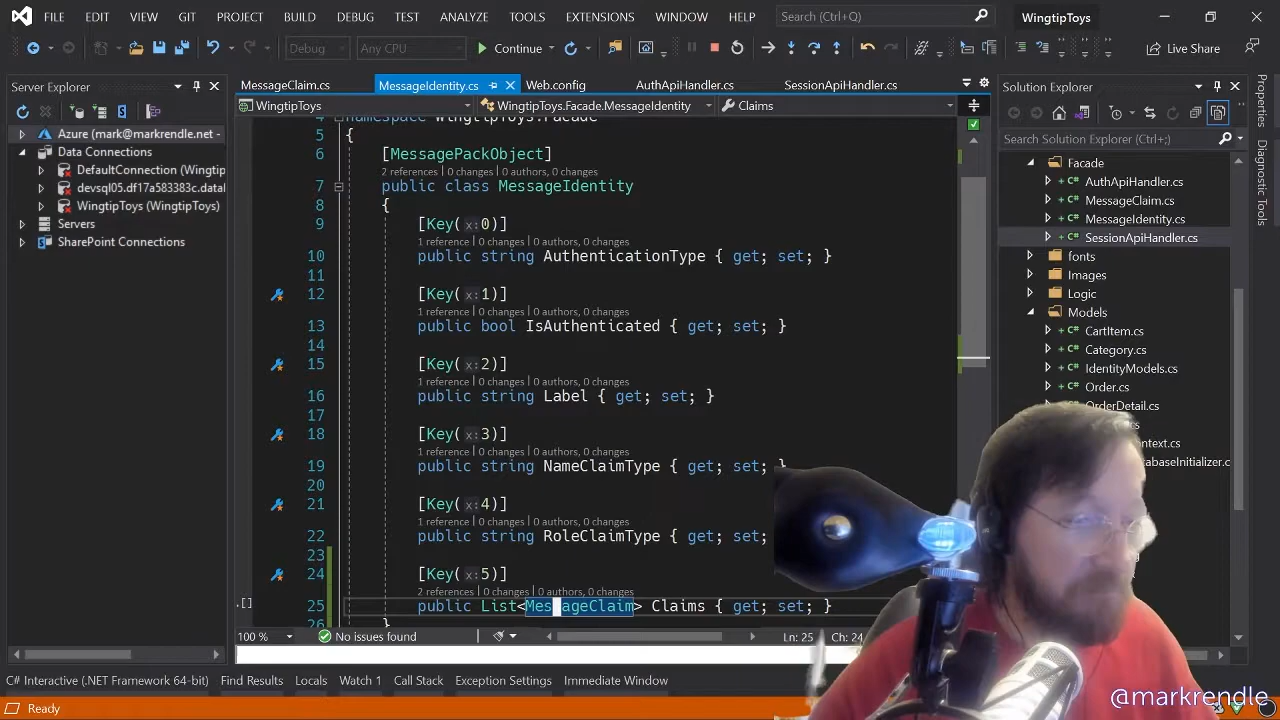 FILE EDIT VIEW GIT PROJECT BUILD DEBUG TEST ANALYZE TOOLS EXTENSIONS WINDOW HELP Search (Ctrl+Q) WingtipToys
Debug Any CPU Continue Live Share
Server Explorer
Azure (mark@markrendle.net -
Data Connections
DefaultConnection (Wingtip
devsql05.df17a583383c.datal
WingtipToys (WingtipToys)
Servers
SharePoint Connections
MessageClaim.cs MessageIdentity.cs Web.config AuthApiHandler.cs SessionApiHandler.cs
WingtipToys WingtipToys.Facade.MessageIdentity Claims
4 namespace WingtipToys.Facade
5 {
6 [MessagePackObject]
2 references | 0 changes | 0 authors, 0 changes
7 public class MessageIdentity
8 {
9 [Key(x:0)]
1 reference | 0 changes | 0 authors, 0 changes
10 public string AuthenticationType { get; set; }
11
12 [Key(x:1)]
1 reference | 0 changes | 0 authors, 0 changes
13 public bool IsAuthenticated { get; set; }
14
15 [Key(x:2)]
1 reference | 0 changes | 0 authors, 0 changes
16 public string Label { get; set; }
17
18 [Key(x:3)]
1 reference | 0 changes | 0 authors, 0 changes
19 public string NameClaimType { get; set; }
20
21 [Key(x:4)]
1 reference | 0 changes | 0 authors, 0 changes
22 public string RoleClaimType { get; set;
23
24 [Key(x:5)]
2 references | 0 changes | 0 authors, 0 changes
25 public List<MessageClaim> Claims { get; set; }
26 }
100 % No issues found Ln: 25 Ch: 24
Solution Explorer
Search Solution Explorer (Ctrl+;)
Facade
AuthApiHandler.cs
MessageClaim.cs
MessageIdentity.cs
SessionApiHandler.cs
fonts
Images
Logic
Models
CartItem.cs
Category.cs
IdentityModels.cs
Order.cs
OrderDetail.cs
Properties
Diagnostic Tools
C# Interactive (.NET Framework 64-bit) Find Results Locals Watch 1 Call Stack Exception Settings Immediate Window
Ready
@markrendle